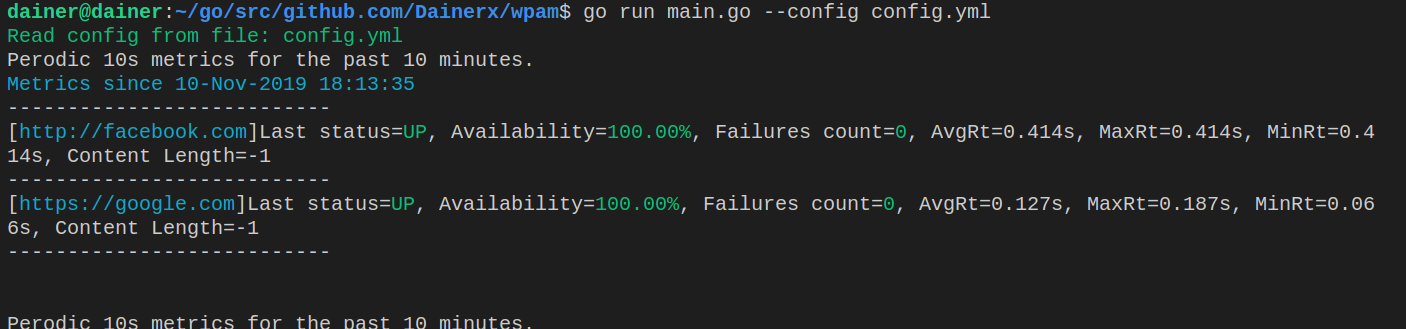 dainer@dainer:~/go/src/github.com/Dainerx/wpam$ go run main.go --config config.yml
Read config from file: config.yml
Perodic 10s metrics for the past 10 minutes.
Metrics since 10-Nov-2019 18:13:35
---------------------------
[http://facebook.com]Last status=UP, Availability=100.00%, Failures count=0, AvgRt=0.414s, MaxRt=0.414s, MinRt=0.4
14s, Content Length=-1
---------------------------
[https://google.com]Last status=UP, Availability=100.00%, Failures count=0, AvgRt=0.127s, MaxRt=0.187s, MinRt=0.06
6s, Content Length=-1
---------------------------
Perodic 10s metrics for the past 10 minutes.